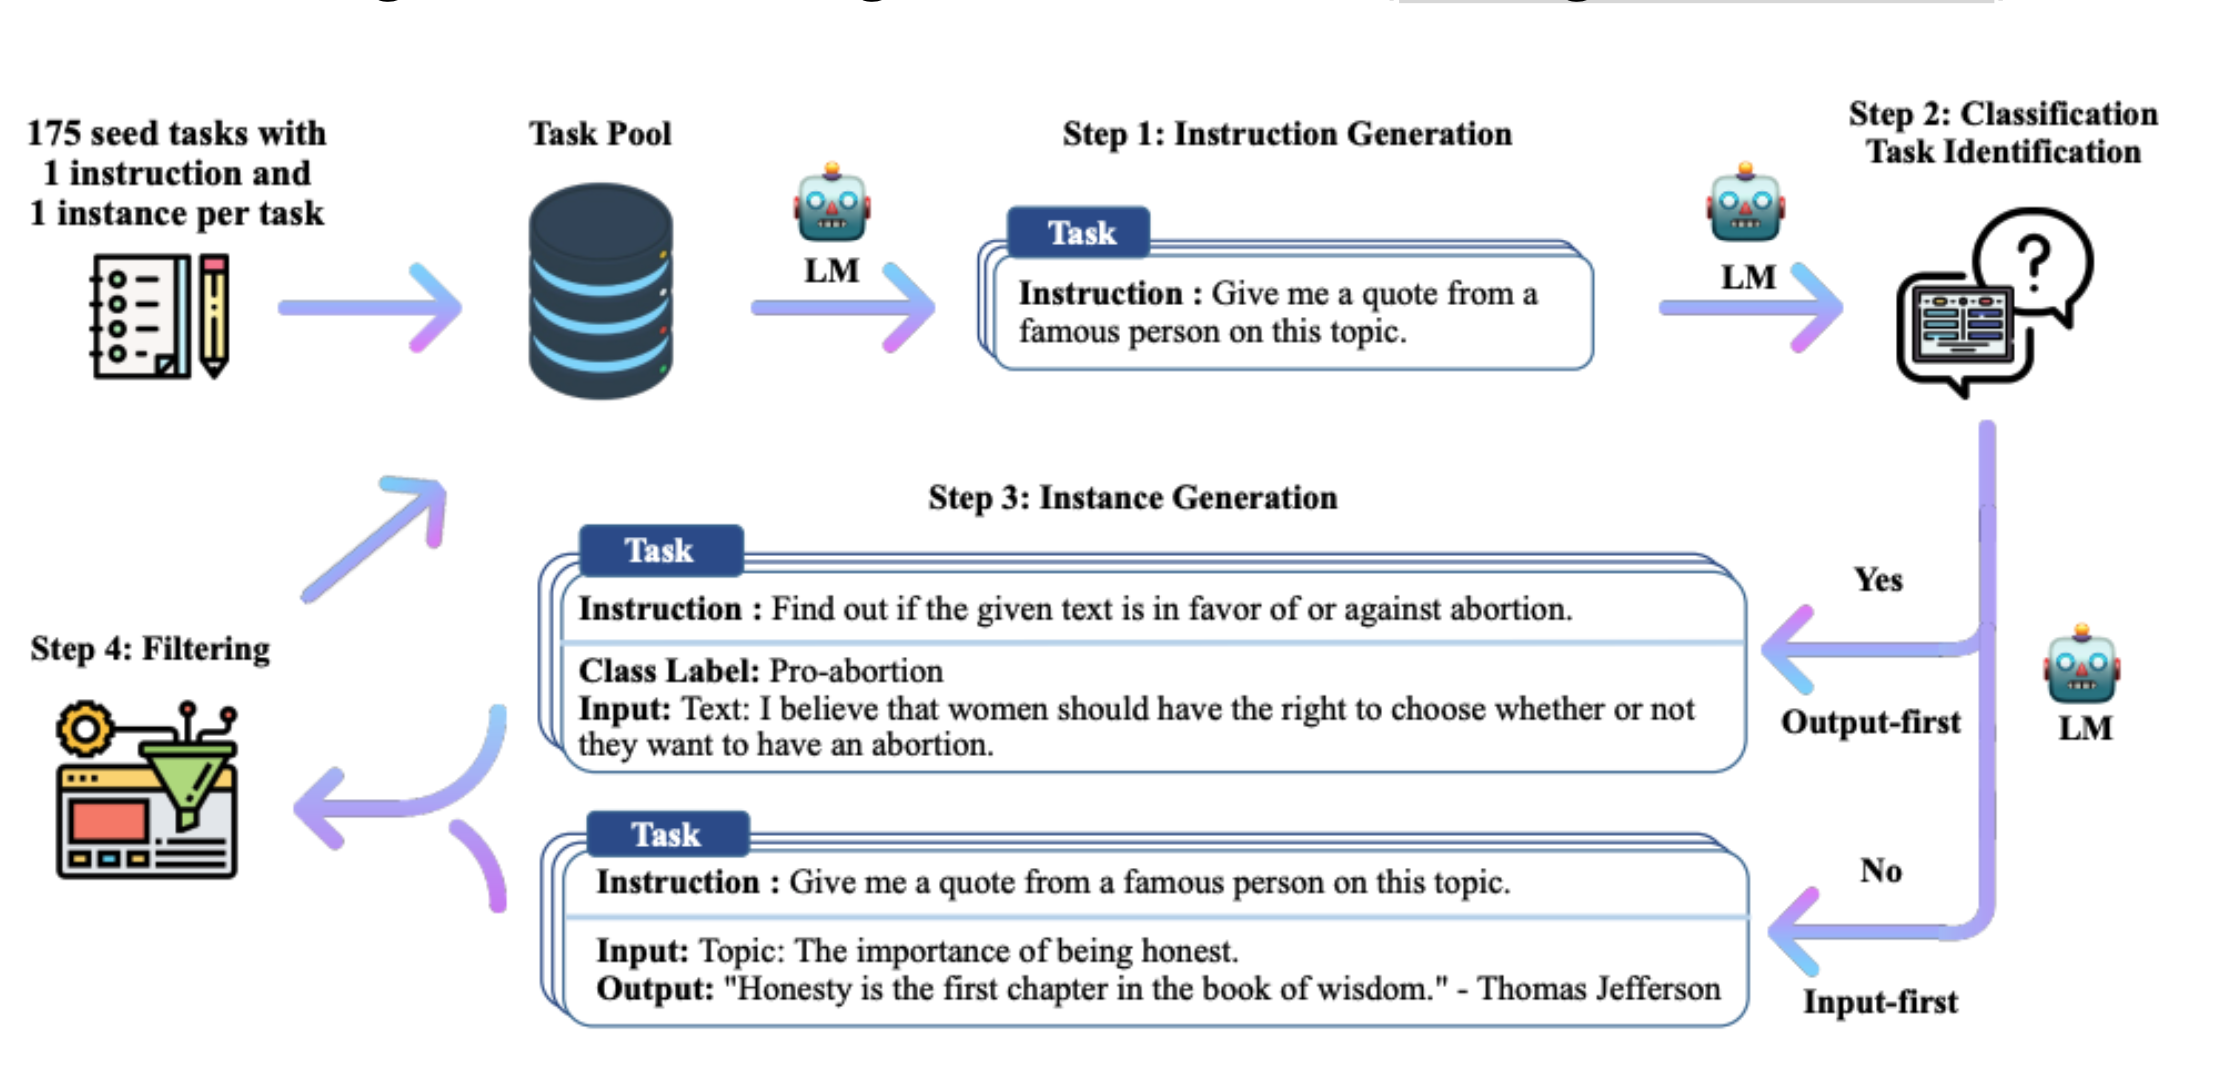 175 seed tasks with
1 instruction and
1 instance per task
Task Pool
LM
Step 1: Instruction Generation
Task
Instruction : Give me a quote from a
famous person on this topic.
LM
Step 2: Classification
Task Identification
Step 3: Instance Generation
Task
Instruction : Find out if the given text is in favor of or against abortion.
Class Label: Pro-abortion
Input: Text: I believe that women should have the right to choose whether or not
they want to have an abortion.
Yes
Output-first
LM
Step 4: Filtering
Task
Instruction : Give me a quote from a famous person on this topic.
Input: Topic: The importance of being honest.
Output: "Honesty is the first chapter in the book of wisdom." - Thomas Jefferson
No
Input-first